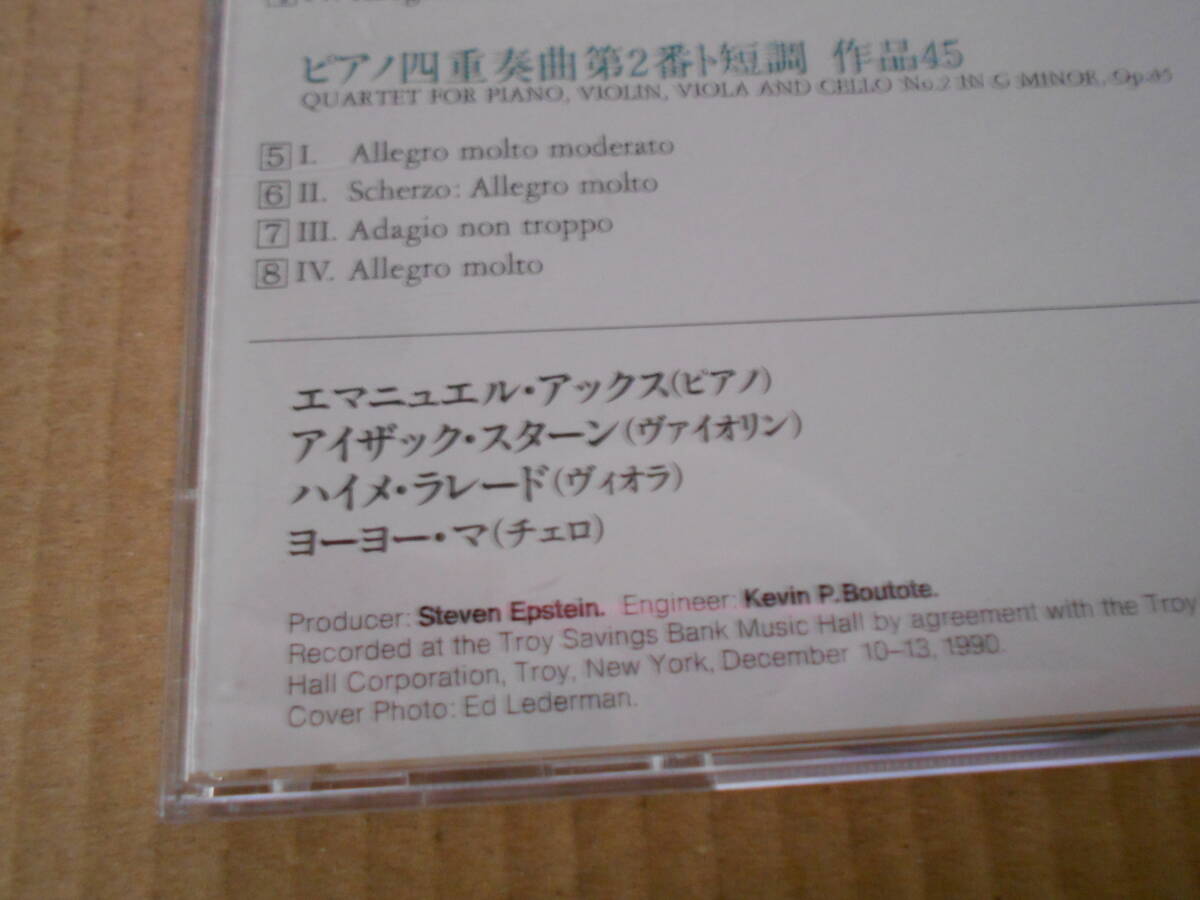 ピアノ四重奏曲第2番ト短調 作品45
QUARTET FOR PIANO, VIOLIN, VIOLA AND CELLO No.2 IN G MINOR, Op.45
5 I. Allegro molto moderato
6 II. Scherzo: Allegro molto
7 III. Adagio non troppo
8 IV. Allegro molto
エマニュエル・アックス(ピアノ)
アイザック・スターン(ヴァイオリン)
ハイメ・ラレード(ヴィオラ)
ヨーヨー・マ(チェロ)
Producer: Steven Epstein. Engineer: Kevin P.Boutote.
Recorded at the Troy Savings Bank Music Hall by agreement with the Troy
Hall Corporation, Troy, New York, December 10–13, 1990.
Cover Photo: Ed Lederman.